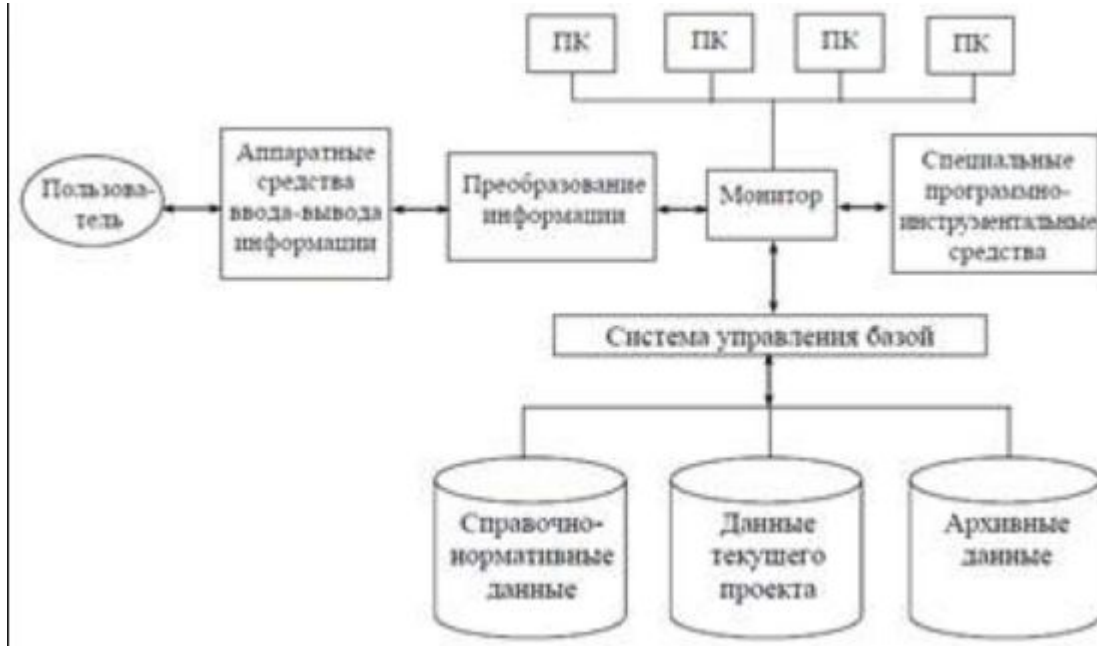 ПК
ПК
ПК
ПК
Пользова-
тель
Аппаратные
средства
ввода-вывода
информации
Преобразование
информации
Монитор
Специальные
программно-
инструментальные
средства
Система управления базой
Справочно-
нормативные
данные
Данные
текущего
проекта
Архивные
данные